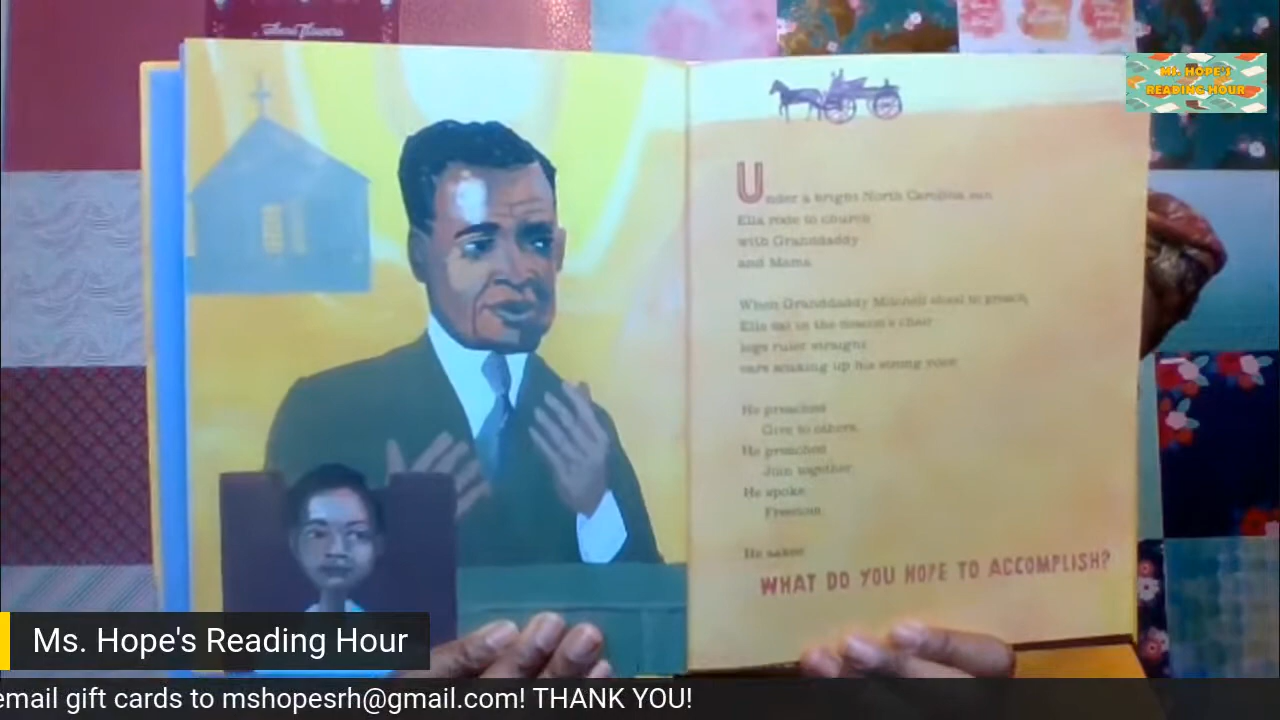 MS. HOPE'S
READING HOUR
Under a bright North Carolina sun
Ella rode to church
with Granddaddy
and Mama.
When Granddaddy Mitchell stood to preach,
Ella sat in the deacon's chair
legs ruler straight
ears soaking up his strong voice.
He preached
Give to others.
He preached
Join together.
He spoke
Freedom.
He asked
WHAT DO YOU HOPE TO ACCOMPLISH?
Ms. Hope's Reading Hour
email gift cards to mshopesrh@gmail.com! THANK YOU!